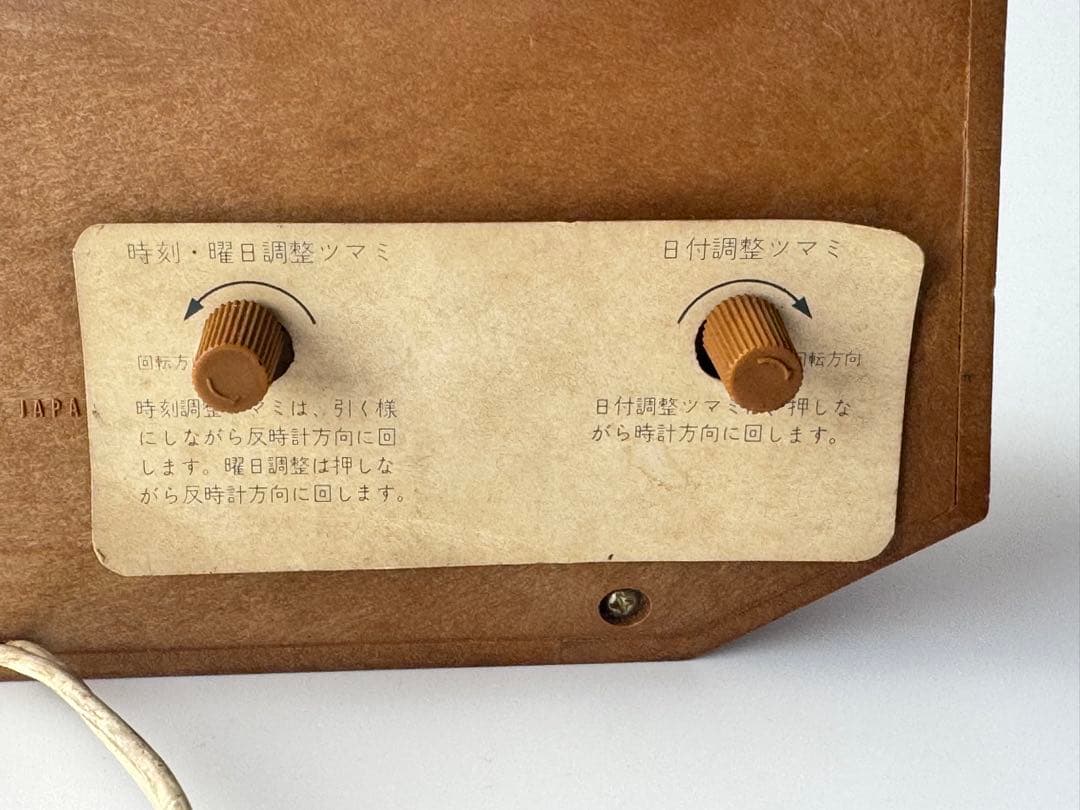 時刻・曜日調整ツマミ
日付調整ツマミ
回転方
回転方向
JAPA
時刻調整ツマミは、引く様
にしながら反時計方向に回
します。曜日調整は押しな
がら反時計方向に回します。
日付調整ツマミは、押しな
がら時計方向に回します。